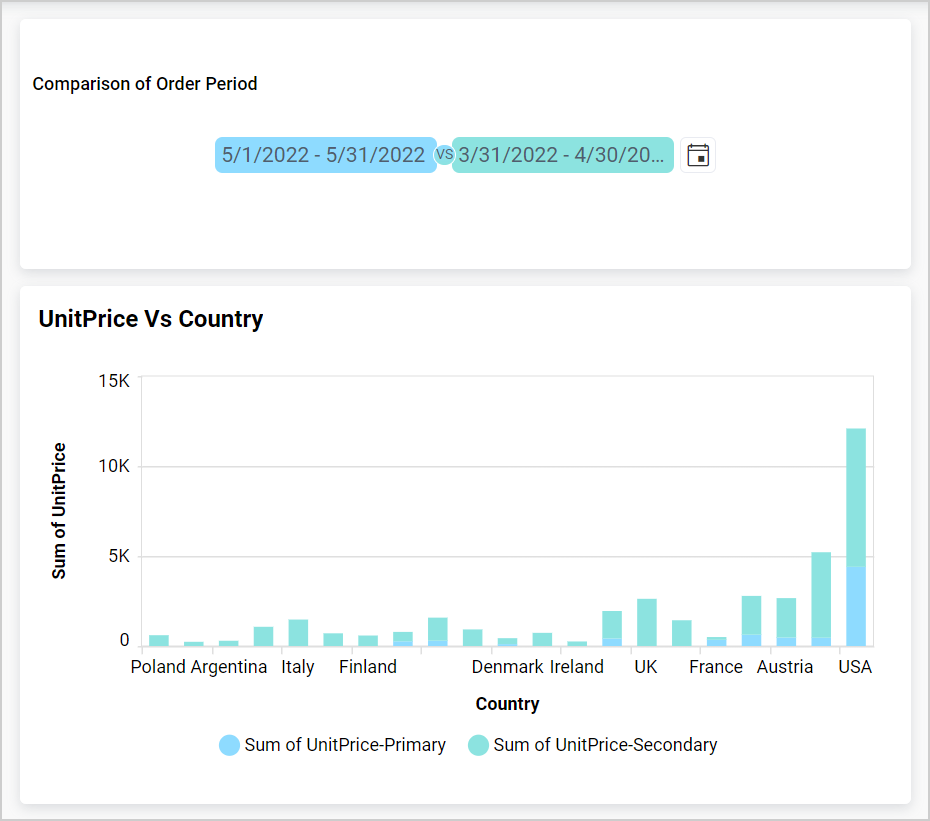 Comparison of Order Period
5/1/2022 - 5/31/2022 VS 3/31/2022 - 4/30/20...
UnitPrice Vs Country
15K
10K
5K
0
Sum of UnitPrice
Poland Argentina Italy Finland Denmark Ireland UK France Austria USA
Country
Sum of UnitPrice-Primary Sum of UnitPrice-Secondary